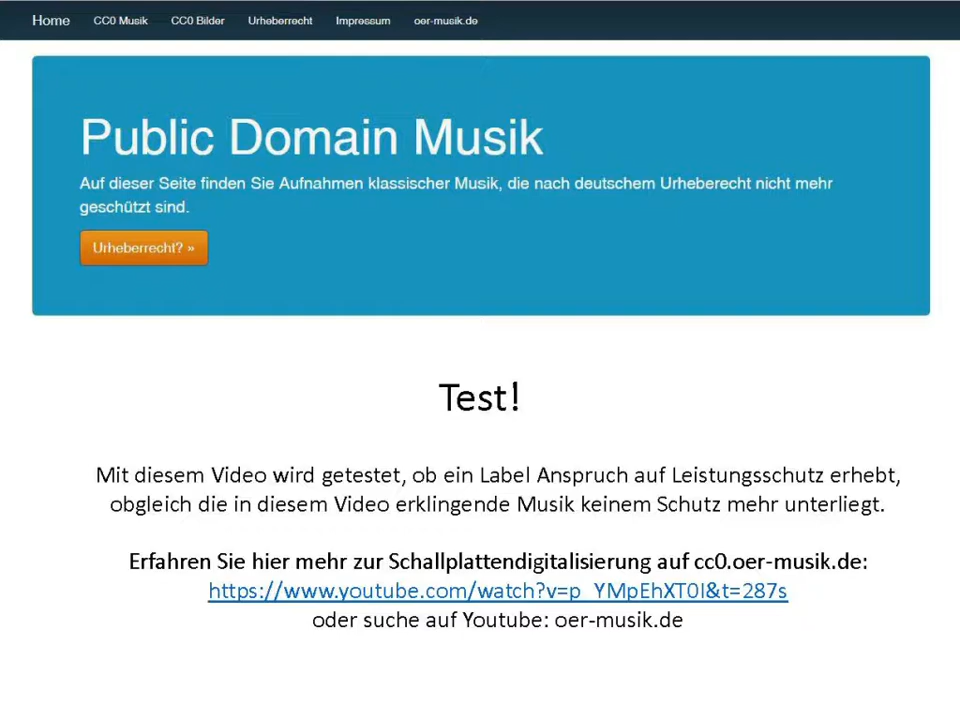 Home CC0 Musik CC0 Bilder Urheberrecht Impressum oer-musik.de
Public Domain Musik
Auf dieser Seite finden Sie Aufnahmen klassischer Musik, die nach deutschem Urheberecht nicht mehr
geschützt sind.
Urheberrecht? »
Test!
Mit diesem Video wird getestet, ob ein Label Anspruch auf Leistungsschutz erhebt,
obgleich die in diesem Video erklingende Musik keinem Schutz mehr unterliegt.
Erfahren Sie hier mehr zur Schallplattendigitalisierung auf cc0.oer-musik.de:
https://www.youtube.com/watch?v=p_YMpEhXT0I&t=287s
oder suche auf Youtube: oer-musik.de